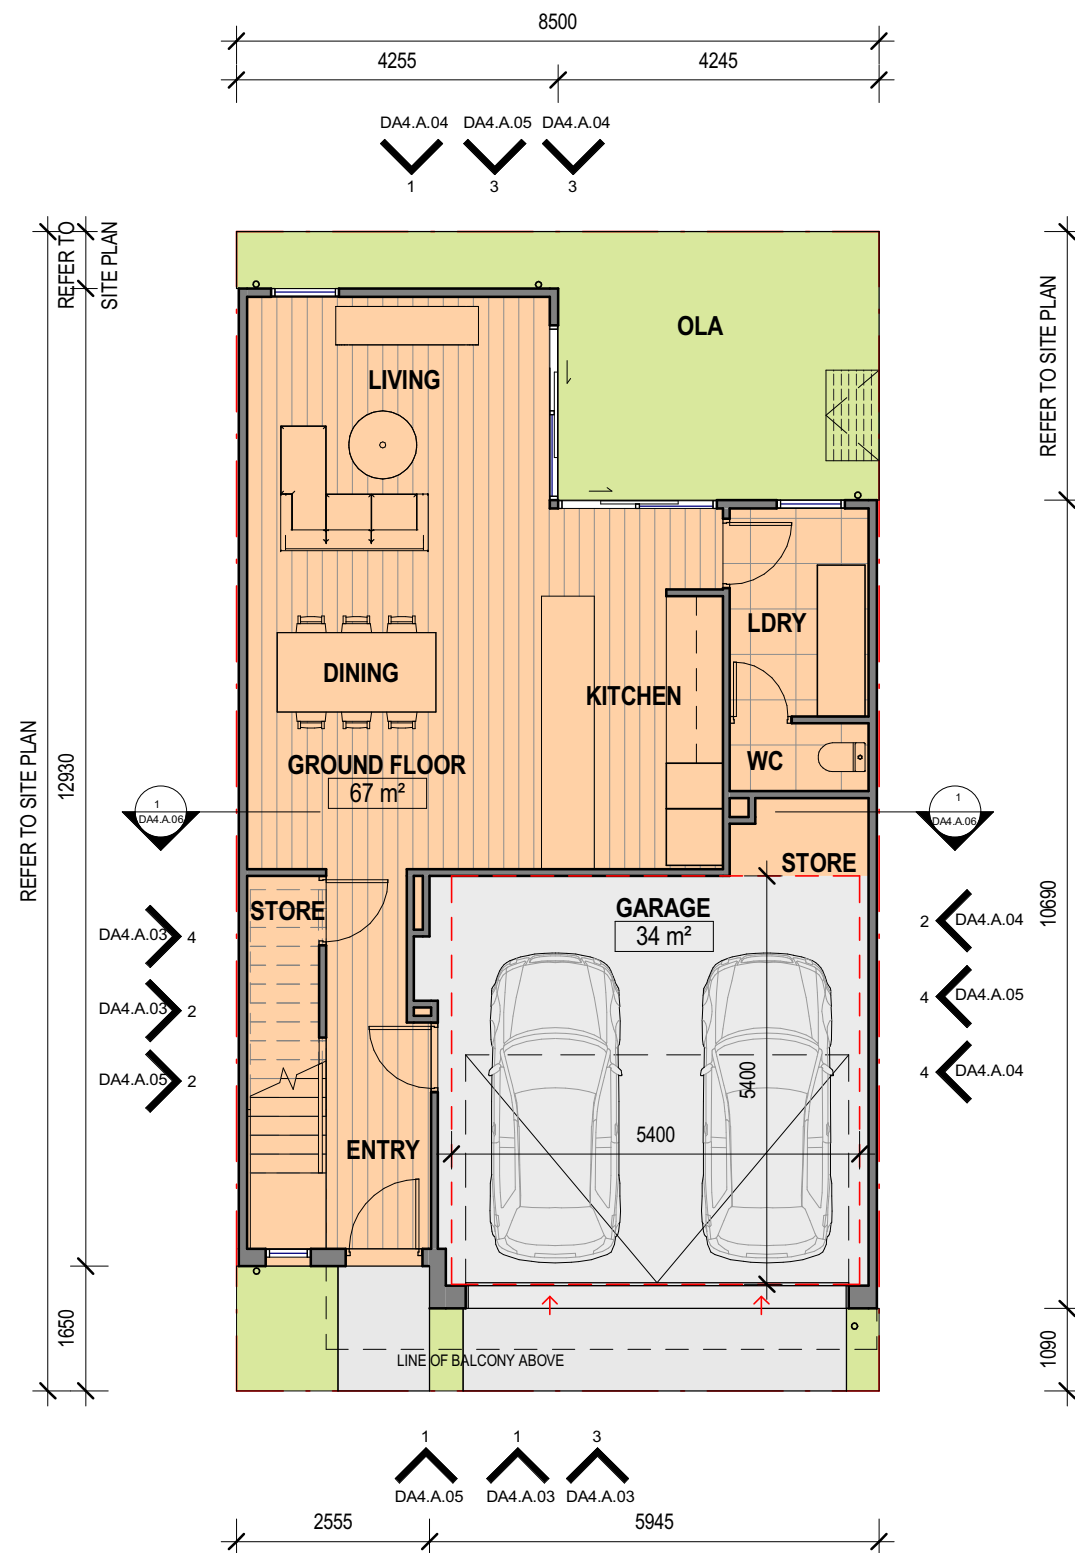 8500
4255
4245
DA4.A.04
DA4.A.05
DA4.A.04
1
3
3
REFER TO
SITE PLAN
REFER TO SITE PLAN
OLA
LIVING
DINING
LDRY
KITCHEN
WC
GROUND FLOOR
67 m²
12930
REFER TO SITE PLAN
1
DA4.A.06
1
DA4.A.06
STORE
STORE
GARAGE
34 m²
10690
DA4.A.03
4
DA4.A.03
2
DA4.A.05
2
2
DA4.A.04
4
DA4.A.05
4
DA4.A.04
5400
5400
ENTRY
1650
1090
LINE OF BALCONY ABOVE
1
1
3
DA4.A.05
DA4.A.03
DA4.A.03
2555
5945